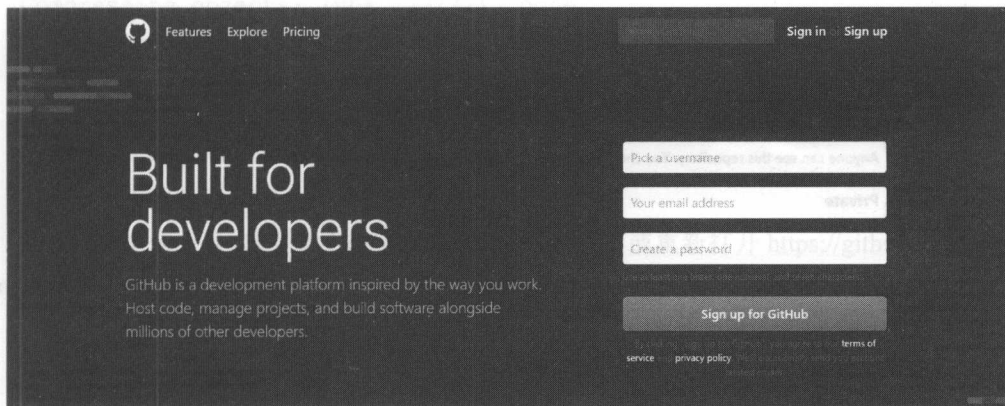 Features Explore Pricing
Sign in or Sign up
Built for
developers
GitHub is a development platform inspired by the way you work.
Host code, manage projects, and build software alongside
millions of other developers.
Pick a username
Your email address
Create a password
Sign up for GitHub
terms of
service privacy policy